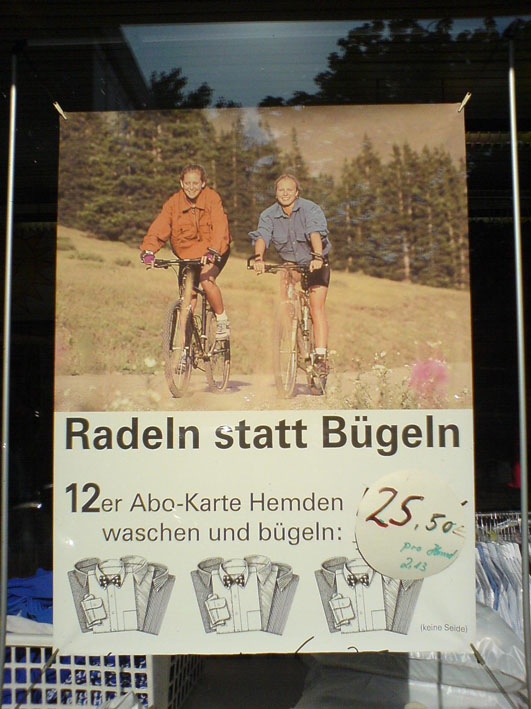 Radeln statt Bügeln
12er Abo-Karte Hemden
waschen und bügeln:
25,50€
pro Hemd
2,13
(keine Seide)